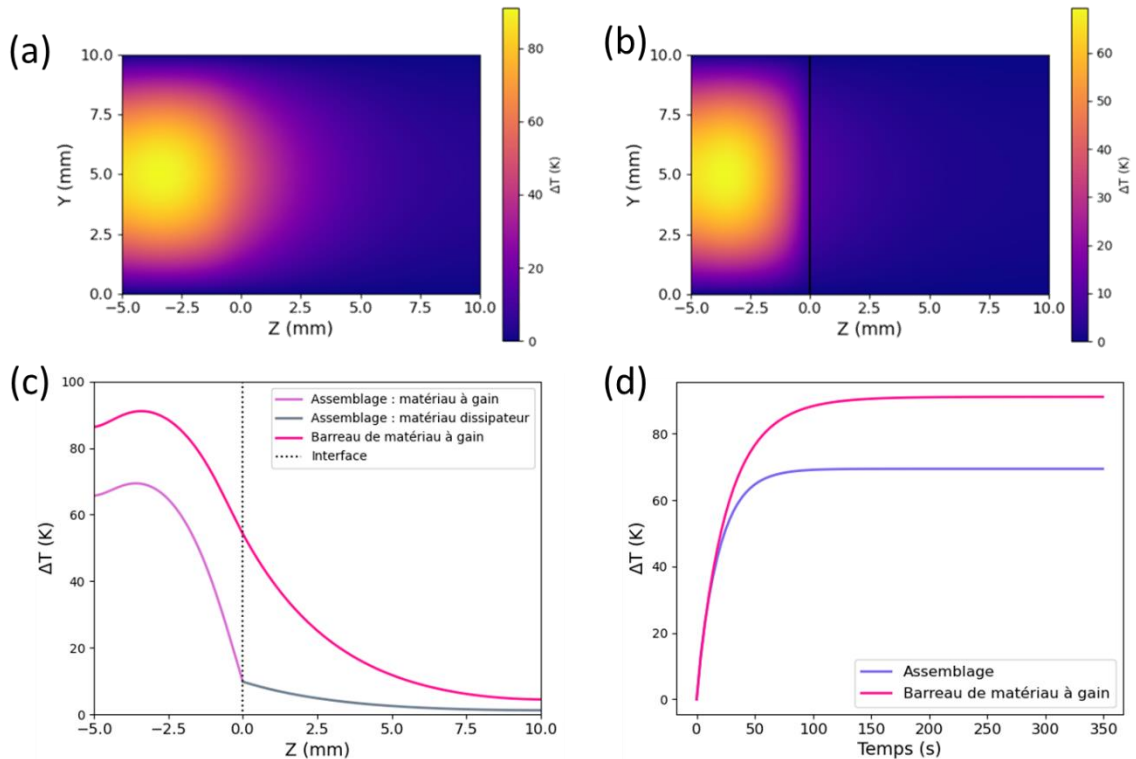 (a)
10.0
7.5
5.0
2.5
0.0
Y (mm)
−5.0 −2.5 0.0 2.5 5.0 7.5 10.0
Z (mm)
80
60
40
20
0
ΔT (K)
(b)
10.0
7.5
5.0
2.5
0.0
Y (mm)
−5.0 −2.5 0.0 2.5 5.0 7.5 10.0
Z (mm)
60
50
40
30
20
10
0
ΔT (K)
(c)
100
80
60
40
20
0
ΔT (K)
Assemblage : matériau à gain
Assemblage : matériau dissipateur
Barreau de matériau à gain
Interface
−5.0 −2.5 0.0 2.5 5.0 7.5 10.0
Z (mm)
(d)
80
60
40
20
0
ΔT (K)
Assemblage
Barreau de matériau à gain
0 50 100 150 200 250 300 350
Temps (s)